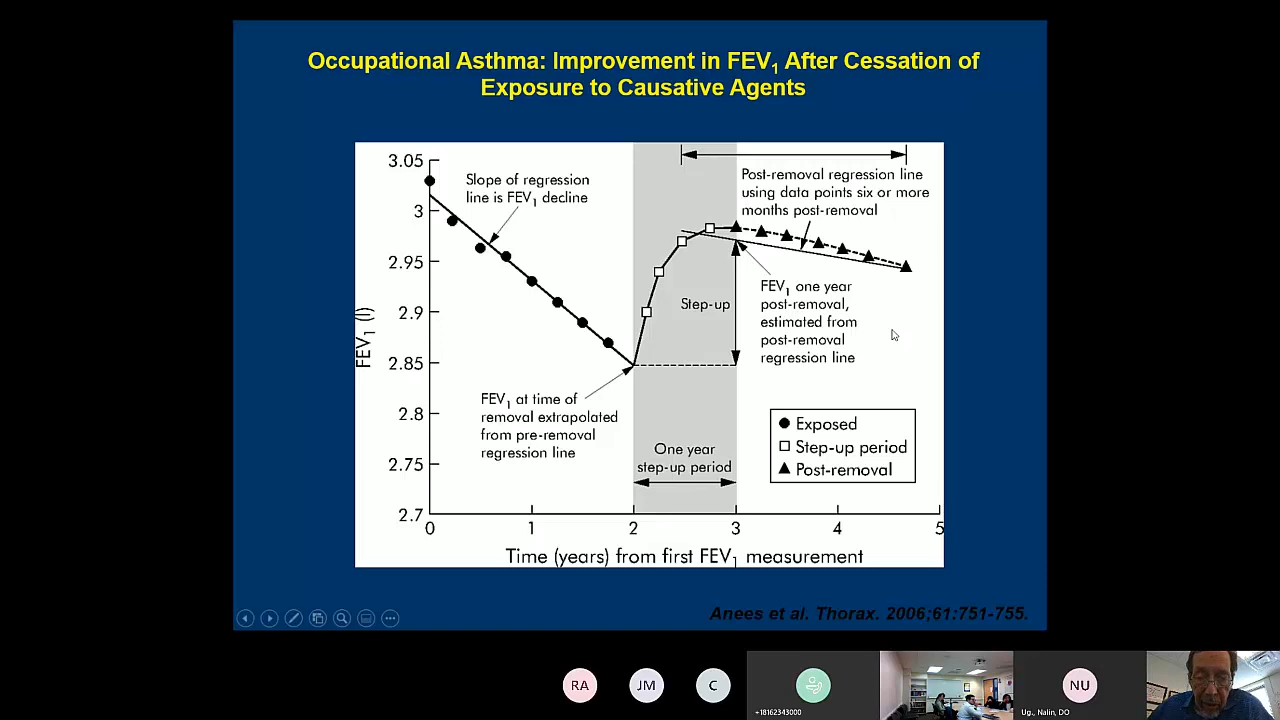 Occupational Asthma: Improvement in FEV1 After Cessation of
Exposure to Causative Agents
3.05
3
2.95
2.9
2.85
2.8
2.75
2.7
FEV1 (l)
Slope of regression
line is FEV1 decline
Post-removal regression line
using data points six or more
months post-removal
Step-up
FEV1 one year
post-removal,
estimated from
post-removal
regression line
FEV1 at time of
removal extrapolated
from pre-removal
regression line
One year
step-up period
Exposed
Step-up period
Post-removal
0 1 2 3 4 5
Time (years) from first FEV1 measurement
Anees et al. Thorax. 2006;61:751-755.
RA
JM
C
+18162343000
NU
Ug., Nalin, DO